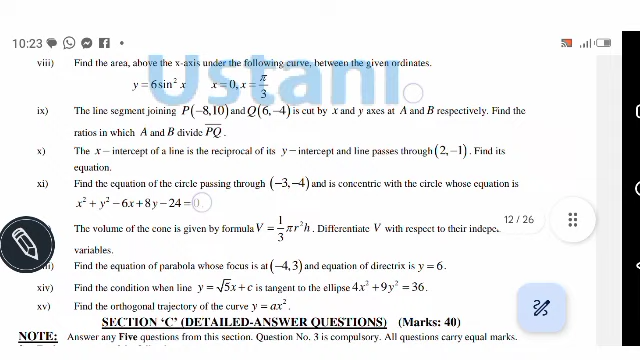 10:23
Ustani
viii) Find the area, above the x-axis under the following curve, between the given ordinates.
y = 6 sin² x x = 0, x = π/3
ix) The line segment joining P(−8,10) and Q(6,−4) is cut by x and y axes at A and B respectively. Find the
ratios in which A and B divide P̅Q̅.
x) The x − intercept of a line is the reciprocal of its y − intercept and line passes through (2,−1). Find its
equation.
xi) Find the equation of the circle passing through (−3,−4) and is concentric with the circle whose equation is
x² + y² − 6x + 8y − 24 = 0
The volume of the cone is given by formula V = 1/3 πr²h. Differentiate V with respect to their indepe
variables.
12 / 26
Find the equation of parabola whose focus is at (−4,3) and equation of directrix is y = 6.
xiv) Find the condition when line y = √5x + c is tangent to the ellipse 4x² + 9y² = 36.
xv) Find the orthogonal trajectory of the curve y = ax².
SECTION 'C' (DETAILED-ANSWER QUESTIONS) (Marks: 40)
NOTE: Answer any Five questions from this section. Question No. 3 is compulsory. All questions carry equal marks.